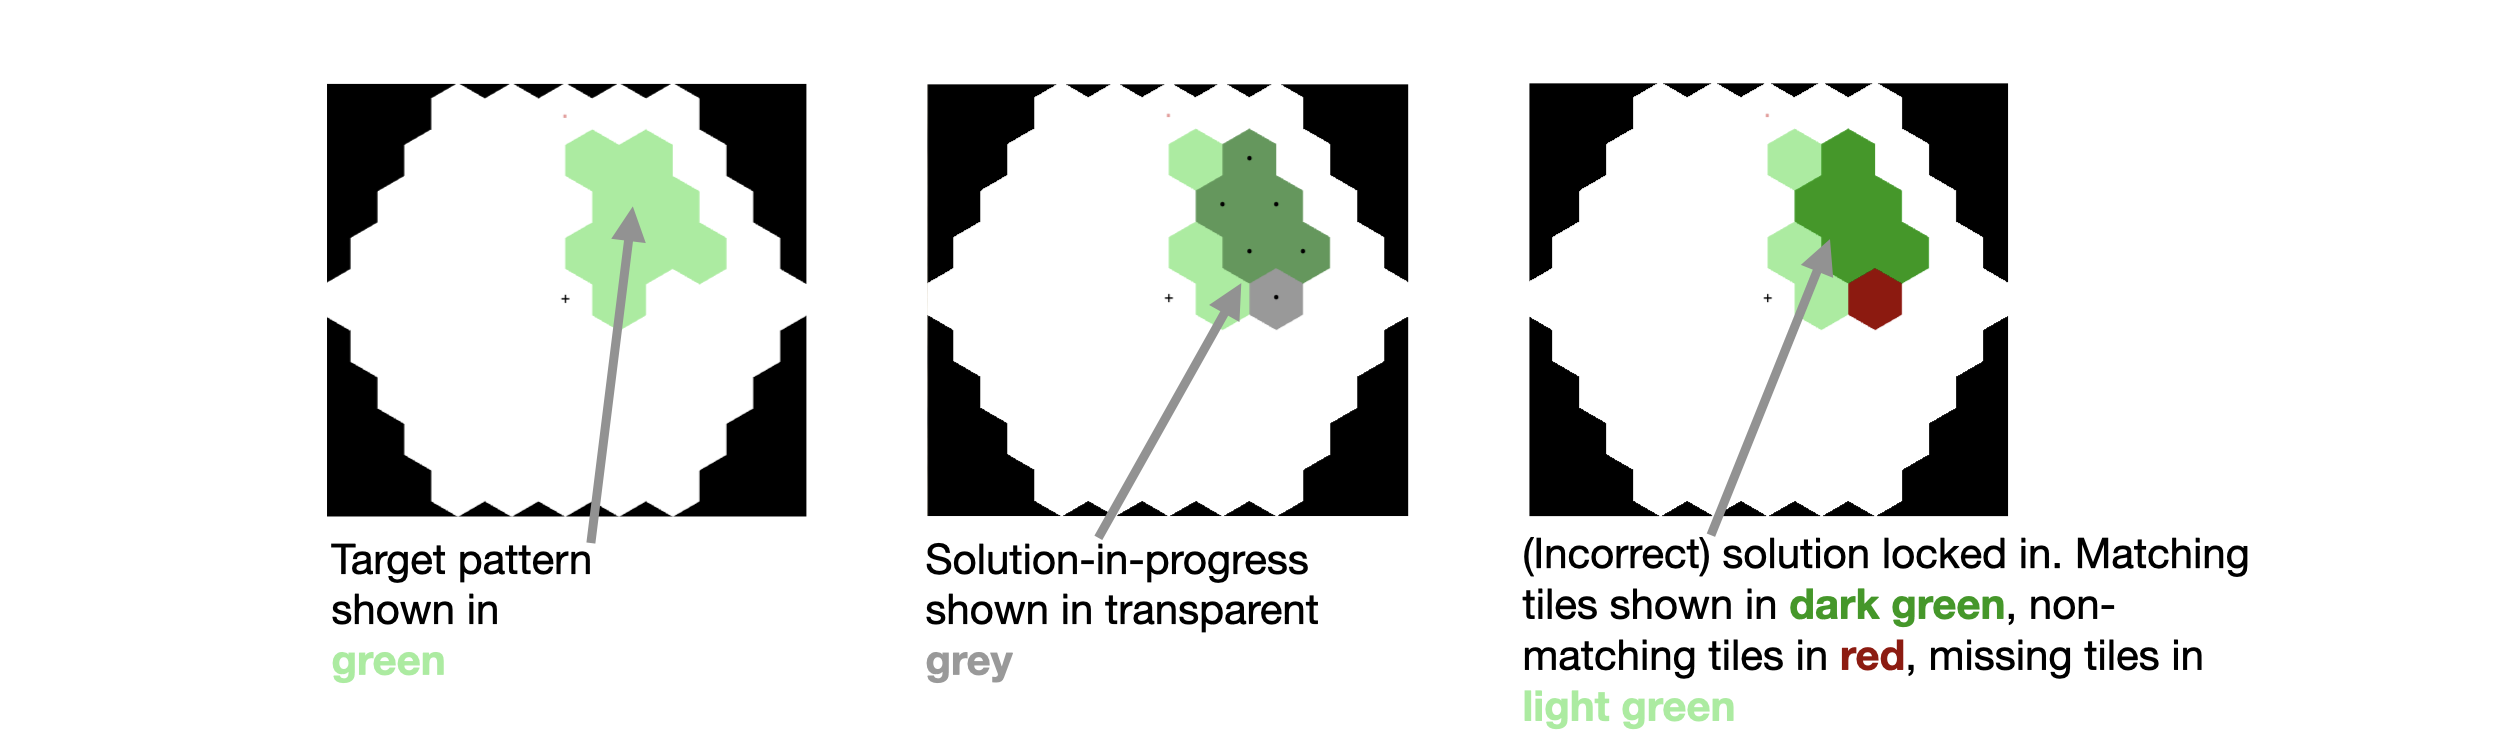 Target pattern
shown in
green
Solution-in-progress
shown in transparent
grey
(Incorrect) solution locked in. Matching
tiles shown in dark green, non-
matching tiles in red, missing tiles in
light green